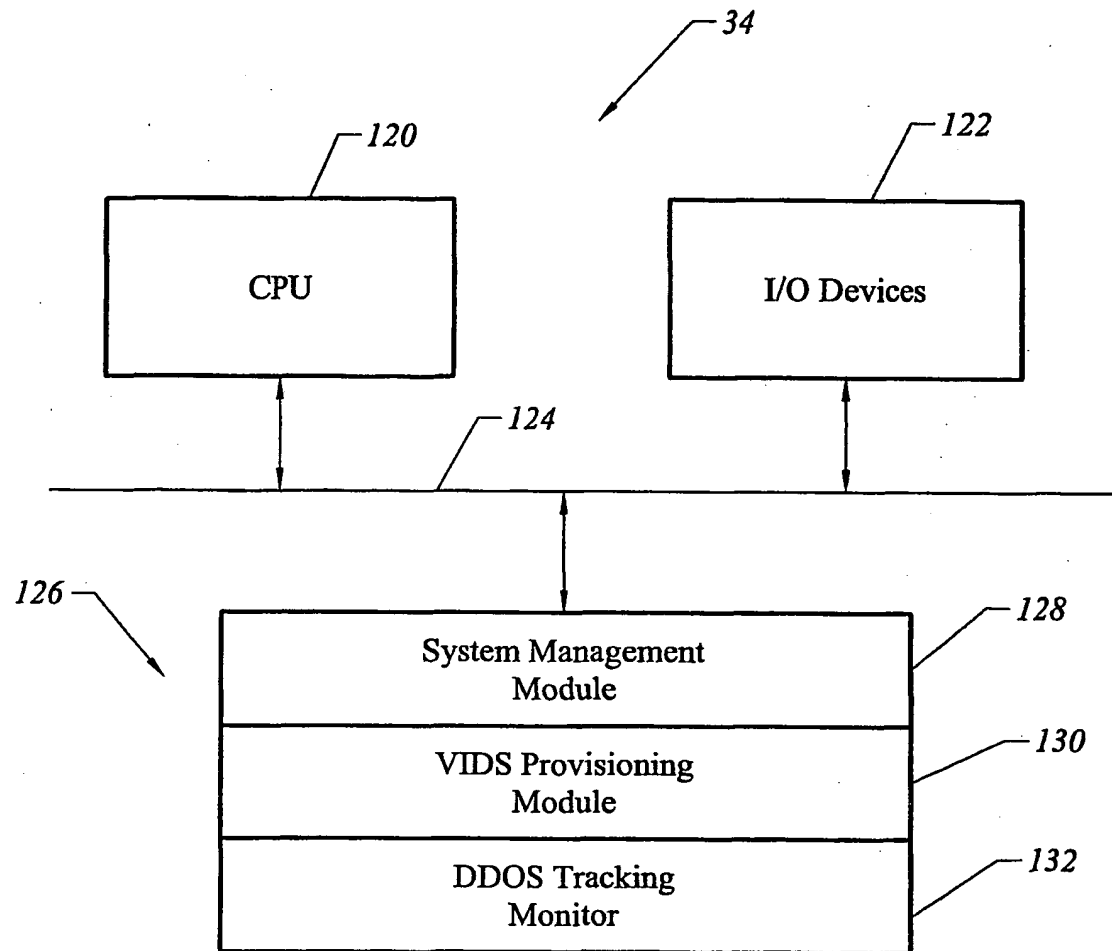 34
120
122
CPU
I/O Devices
124
126
128
System Management
Module
130
VIDS Provisioning
Module
132
DDOS Tracking
Monitor